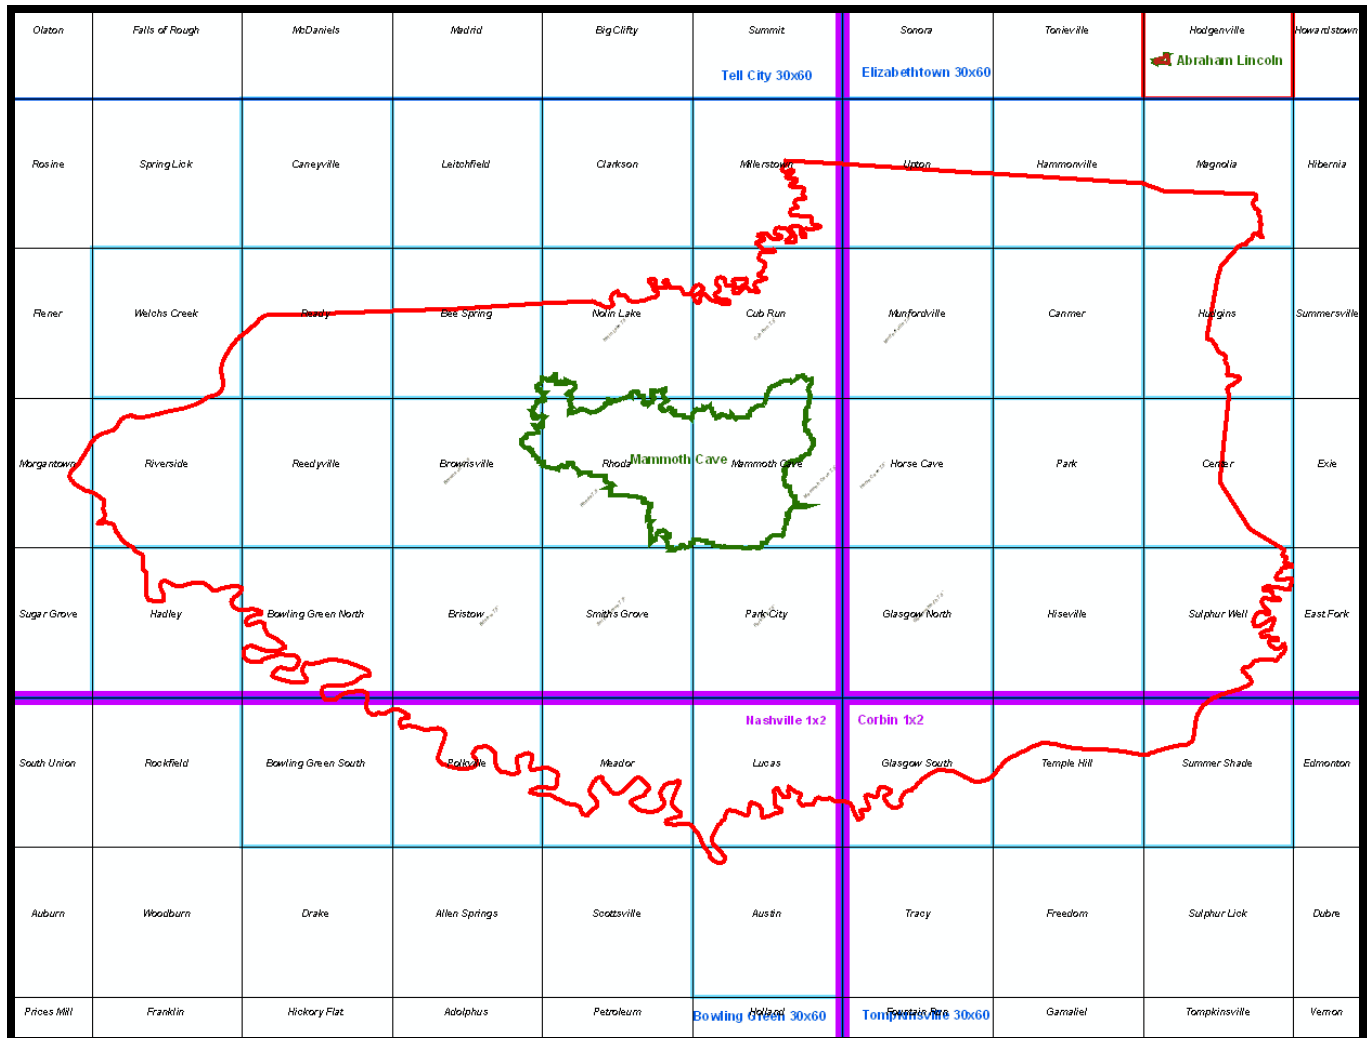 Olaton Falls of Rough McDaniels Madrid Big Clifty Summit Sonora Tonieville Hodgenville Howardstown
Abraham Lincoln
Tell City 30x60 Elizabethtown 30x60
Rosine Spring Lick Caneyville Leitchfield Clarkson Millerstown Upton Hammonville Magnolia Hibernia
Flener Welchs Creek Ready Bee Spring Nolin Lake Cub Run Munfordville Canmer Hudgins Summersville
Mammoth Cave
Morgantown Riverside Reedyville Brownsville Rhoda Mammoth Cave Horse Cave Park Center Exie
Sugar Grove Hadley Bowling Green North Bristow Smiths Grove Park City Glasgow North Hiseville Sulphur Well East Fork
Nashville 1x2 Corbin 1x2
South Union Rockfield Bowling Green South Polkville Meador Lucas Glasgow South Temple Hill Summer Shade Edmonton
Auburn Woodburn Drake Allen Springs Scottsville Austin Tracy Freedom Sulphur Lick Dubre
Prices Mill Franklin Hickory Flat Adolphus Petroleum Holland Fountain Run Gamaliel Tompkinsville Vernon
Bowling Green 30x60 Tompkinsville 30x60